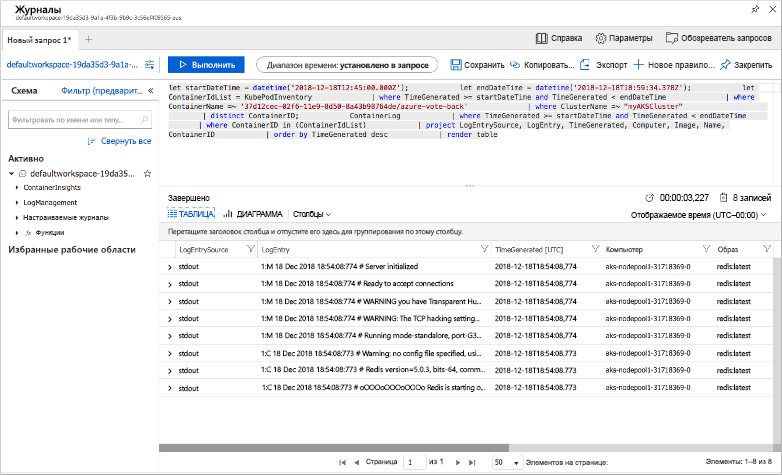 Журналы
defaultworkspace-19da35d3-9a1a-4f3b-9b9c-3c56ef409565-eus
Новый запрос 1*
Справка
Параметры
Обозреватель запросов
defaultworkspace-19da35d3-9a1a-...
Выполнить
Диапазон времени: установлено в запросе
Сохранить
Копировать...
Экспорт
Новое правило...
Закрепить
Схема
Фильтр (предварит...
«
Фильтровать по имени или типу...
Свернуть все
Активно
defaultworkspace-19da35...
ContainerInsights
LogManagement
Настраиваемые журналы
fx Функции
Избранные рабочие области
let startDateTime = datetime('2018-12-18T12:45:00.000Z'); let endDateTime = datetime('2018-12-18T18:59:34.378Z'); let
ContainerIdList = KubePodInventory | where TimeGenerated >= startDateTime and TimeGenerated < endDateTime | where
ContainerName =~ '37d12cec-02f6-11e9-8d50-0a43b98764de/azure-vote-back' | where ClusterName =~ "myAKSCluster"
| distinct ContainerID; ContainerLog | where TimeGenerated >= startDateTime and TimeGenerated < endDateTime
| where ContainerID in (ContainerIdList) | project LogEntrySource, LogEntry, TimeGenerated, Computer, Image, Name,
ContainerID | order by TimeGenerated desc | render table
Завершено
00:00:03,227
8 записей
ТАБЛИЦА
ДИАГРАММА
Столбцы
Отображаемое время (UTC-00:00)
Перетащите заголовок столбца и отпустите его здесь для группирования по этому столбцу.
LogEntrySource LogEntry TimeGenerated [UTC] Компьютер Образ
stdout 1:M 18 Dec 2018 18:54:08:774 # Server initialized 2018-12-18T18:54:08,774 aks-nodepool1-31718369-0 redis:latest
stdout 1:M 18 Dec 2018 18:54:08:774 # Ready to accept connections 2018-12-18T18:54:08,774 aks-nodepool1-31718369-0 redis:latest
stdout 1:M 18 Dec 2018 18:54:08:774 # WARNING you have Transparent Hu... 2018-12-18T18:54:08,774 aks-nodepool1-31718369-0 redis:latest
stdout 1:M 18 Dec 2018 18:54:08:774 # WARNING: The TCP hacking setting... 2018-12-18T18:54:08,774 aks-nodepool1-31718369-0 redis:latest
stdout 1:M 18 Dec 2018 18:54:08:774 # Running mode-standalore, port-G3... 2018-12-18T18:54:08,774 aks-nodepool1-31718369-0 redis:latest
stdout 1:C 18 Dec 2018 18:54:08:773 # Warning: no config file specified, usi... 2018-12-18T18:54:08.773 aks-nodepool1-31718369-0 redis:latest
stdout 1:C 18 Dec 2018 18:54:08:773 # Redis version=5.0.3, bits-64, comm... 2018-12-18T18:54:08.773 aks-nodepool1-31718369-0 redis:latest
stdout 1:C 18 Dec 2018 18:54:08:773 # oOOOoOOOoOOOo Redis is starting o... 2018-12-18T18:54:08.773 aks-nodepool1-31718369-0 redis:latest
Страница 1 из 1
50 Элементов на странице:
Элементы: 1–8 из 8